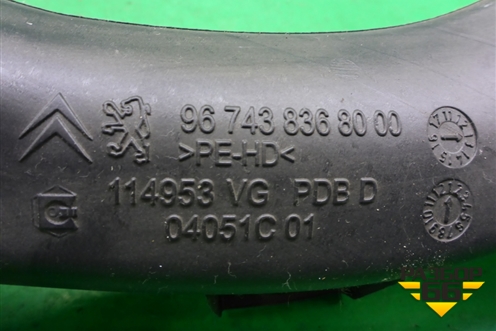 96 743 836 80 00
>PE-HD<
114953 VG PDB D
04051C 01